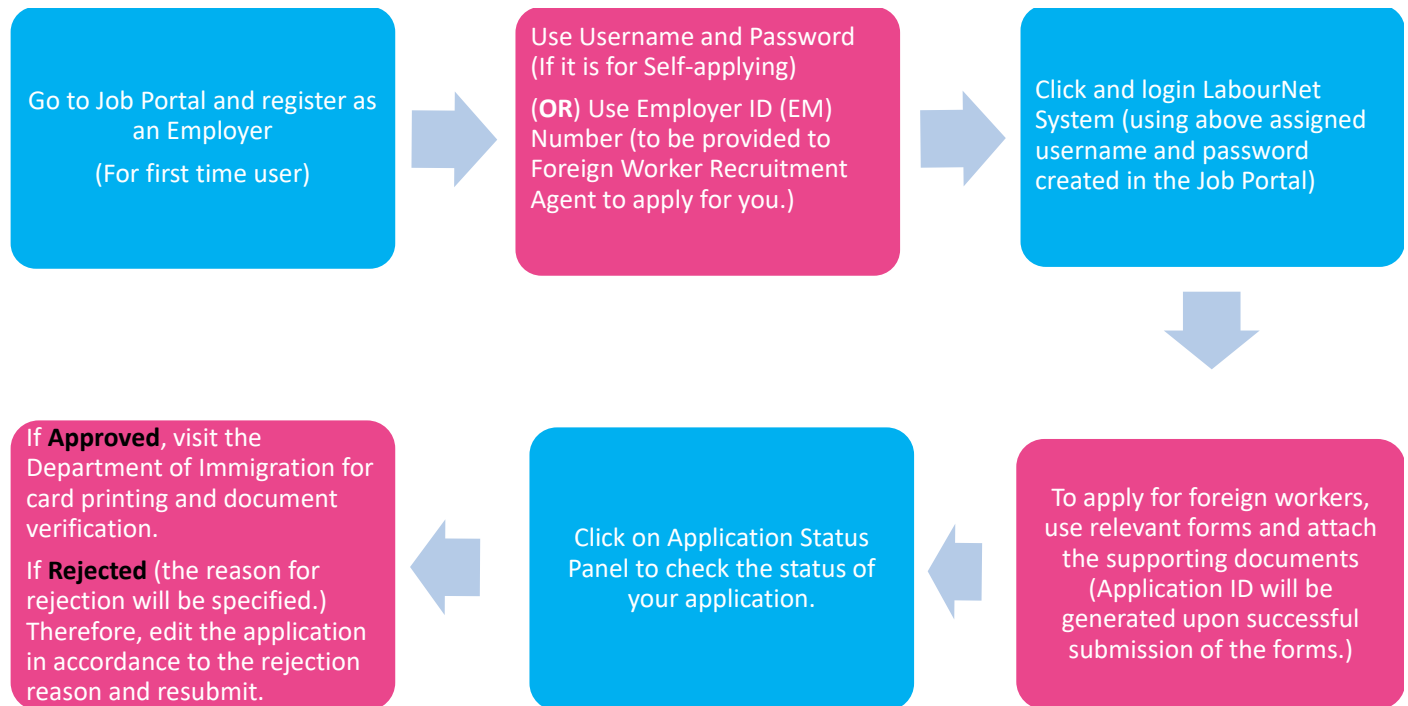 Go to Job Portal and register as
an Employer
(For first time user)
Use Username and Password
(If it is for Self-applying)
(OR) Use Employer ID (EM)
Number (to be provided to
Foreign Worker Recruitment
Agent to apply for you.)
Click and login LabourNet
System (using above assigned
username and password
created in the Job Portal)
To apply for foreign workers,
use relevant forms and attach
the supporting documents
(Application ID will be
generated upon successful
submission of the forms.)
Click on Application Status
Panel to check the status of
your application.
If Approved, visit the
Department of Immigration for
card printing and document
verification.
If Rejected (the reason for
rejection will be specified.)
Therefore, edit the application
in accordance to the rejection
reason and resubmit.